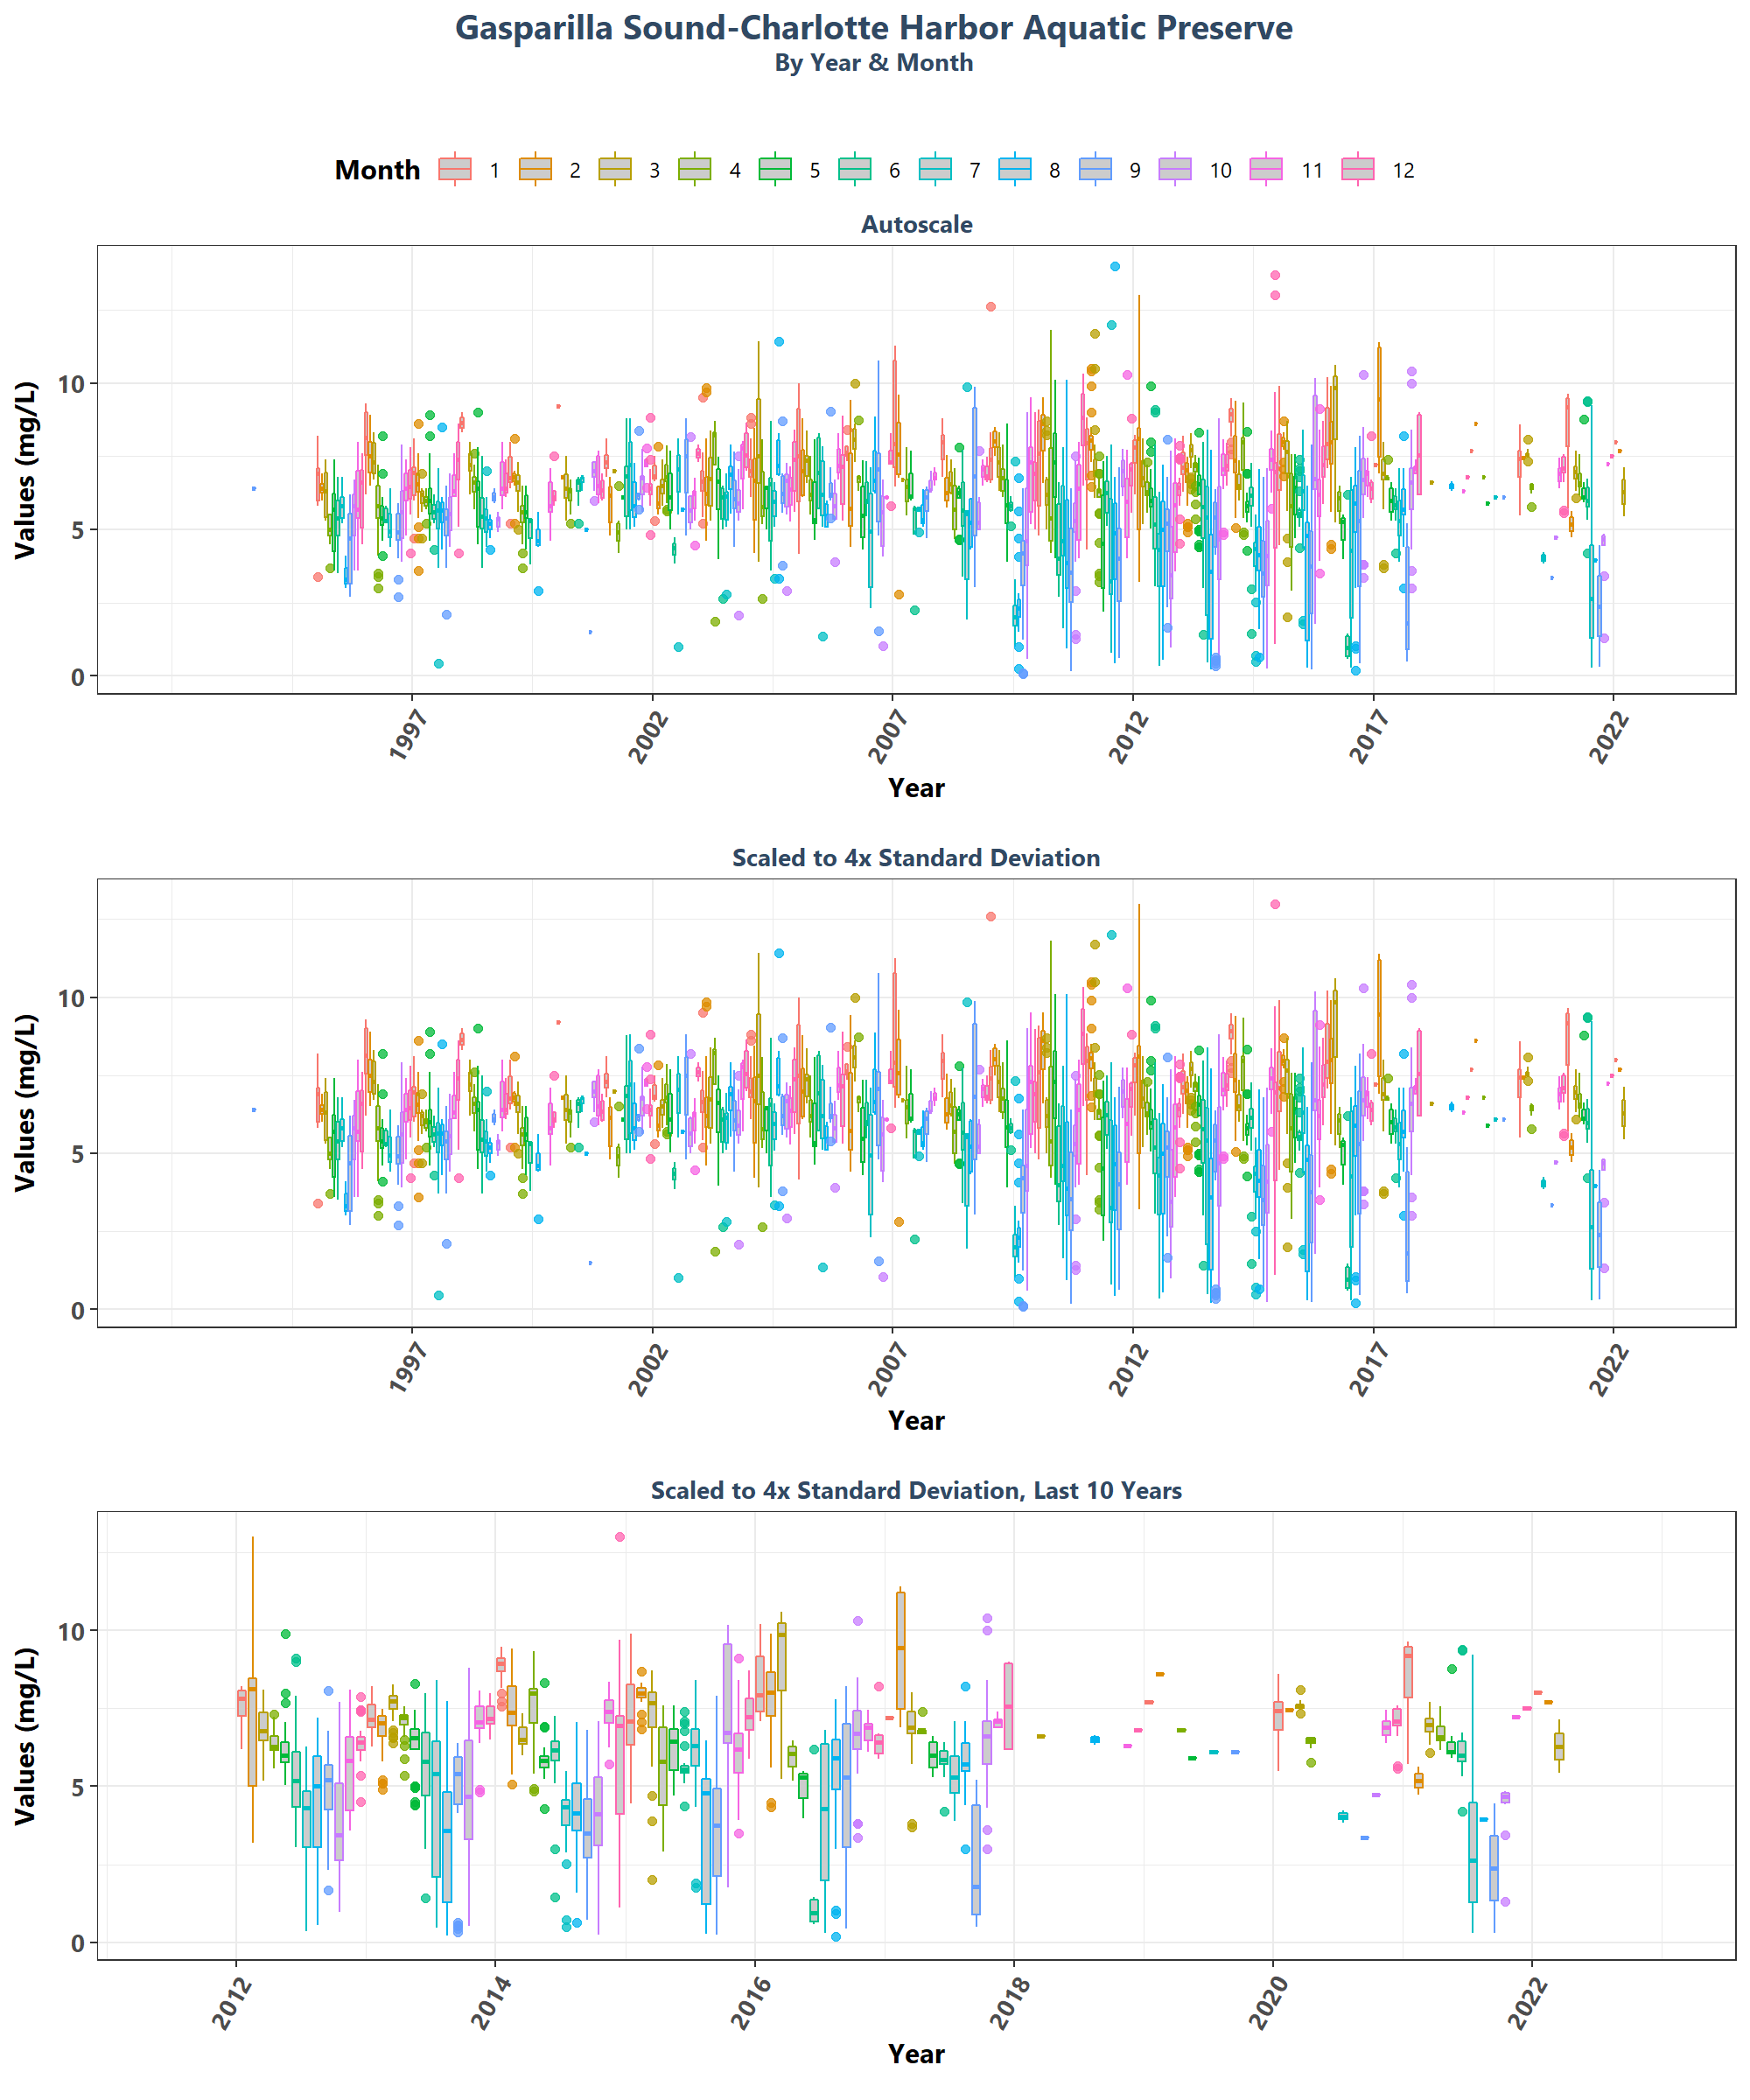 Gasparilla Sound-Charlotte Harbor Aquatic Preserve
By Year & Month
Month 1 2 3 4 5 6 7 8 9 10 11 12
Autoscale
Values (mg/L)
10
5
0
1997 2002 2007 2012 2017 2022
Year
Scaled to 4x Standard Deviation
Values (mg/L)
10
5
0
1997 2002 2007 2012 2017 2022
Year
Scaled to 4x Standard Deviation, Last 10 Years
Values (mg/L)
10
5
0
2012 2014 2016 2018 2020 2022
Year